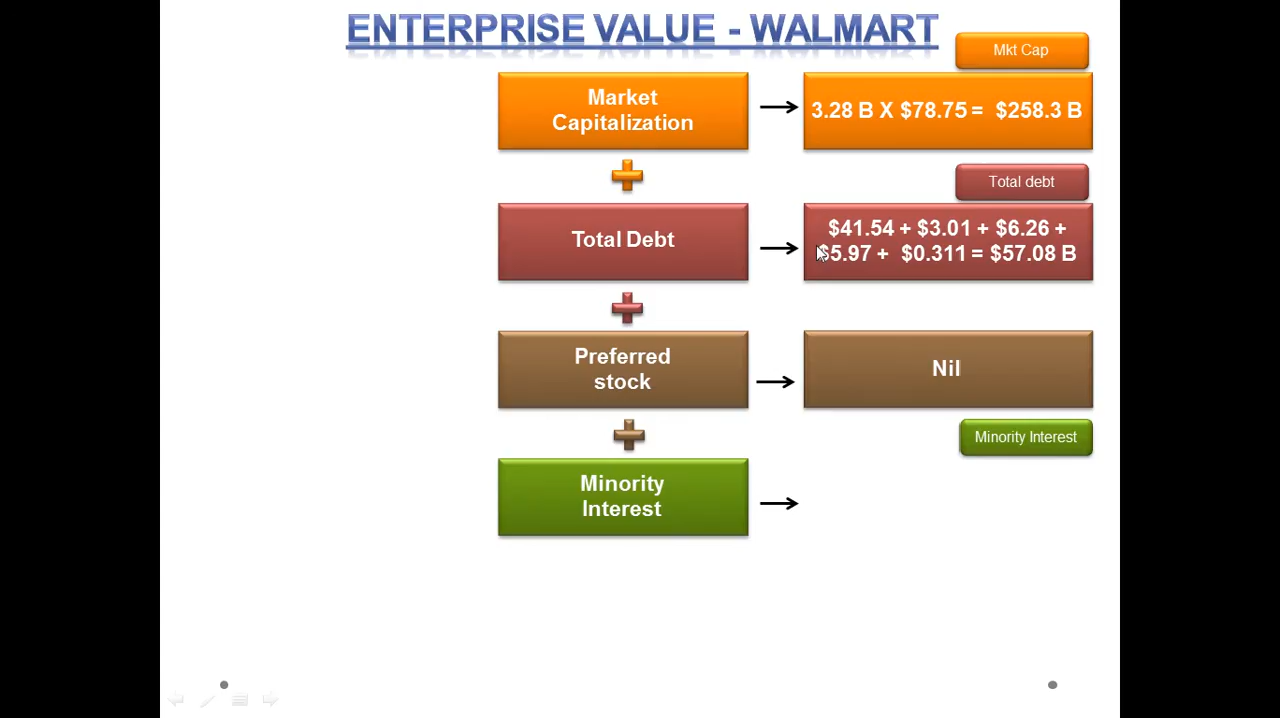 ENTERPRISE VALUE - WALMART
Mkt Cap
Market
Capitalization
3.28 B X $78.75 = $258.3 B
Total debt
Total Debt
$41.54 + $3.01 + $6.26 +
$5.97 + $0.311 = $57.08 B
Preferred
stock
Nil
Minority Interest
Minority
Interest